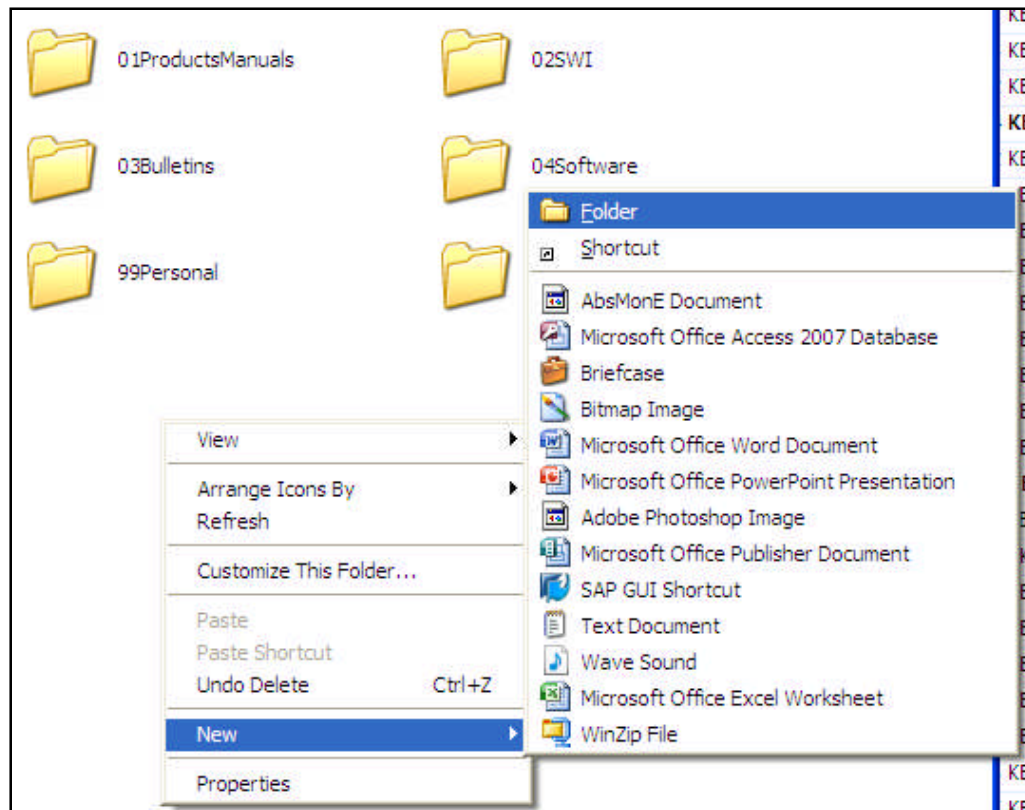 01ProductsManuals
02SWI
03Bulletins
04Software
99Personal
View
Arrange Icons By
Refresh
Customize This Folder...
Paste
Paste Shortcut
Undo Delete Ctrl+Z
New
Properties
Folder
Shortcut
AbsMonE Document
Microsoft Office Access 2007 Database
Briefcase
Bitmap Image
Microsoft Office Word Document
Microsoft Office PowerPoint Presentation
Adobe Photoshop Image
Microsoft Office Publisher Document
SAP GUI Shortcut
Text Document
Wave Sound
Microsoft Office Excel Worksheet
WinZip File